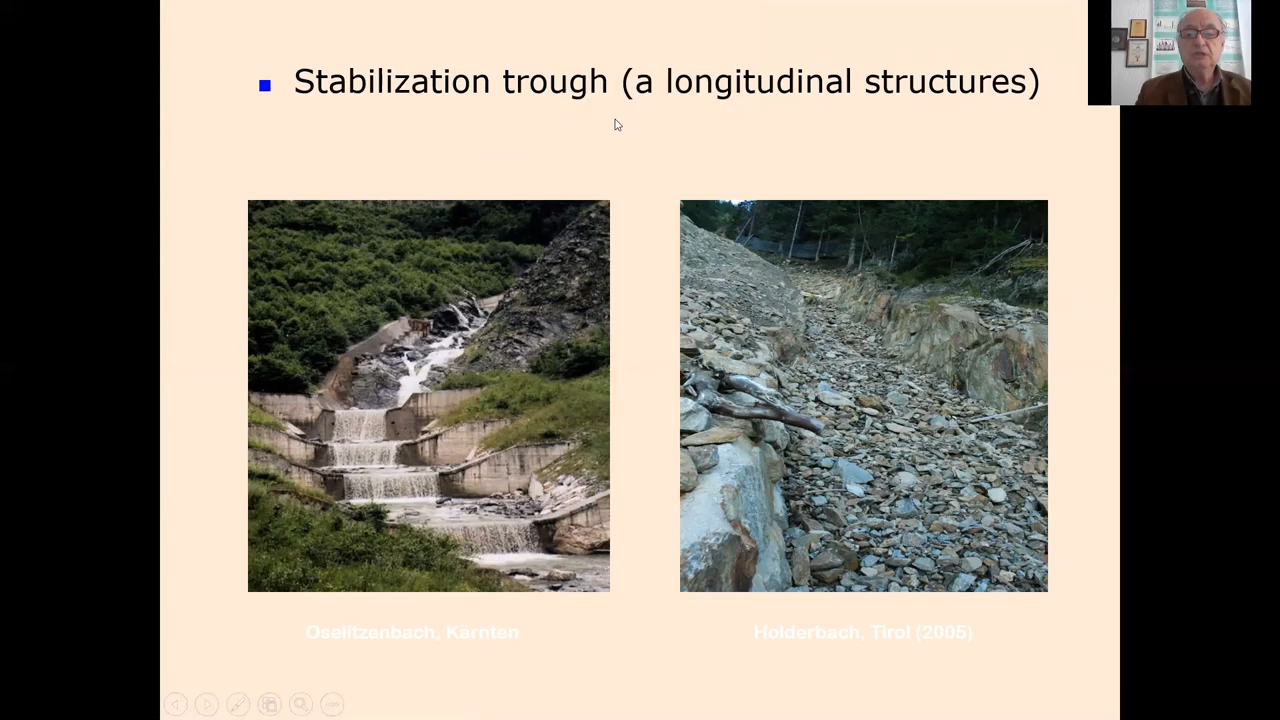 Stabilization trough (a longitudinal structures)
Oselitzenbach, Kärnten
Holderbach, Tirol (2005)